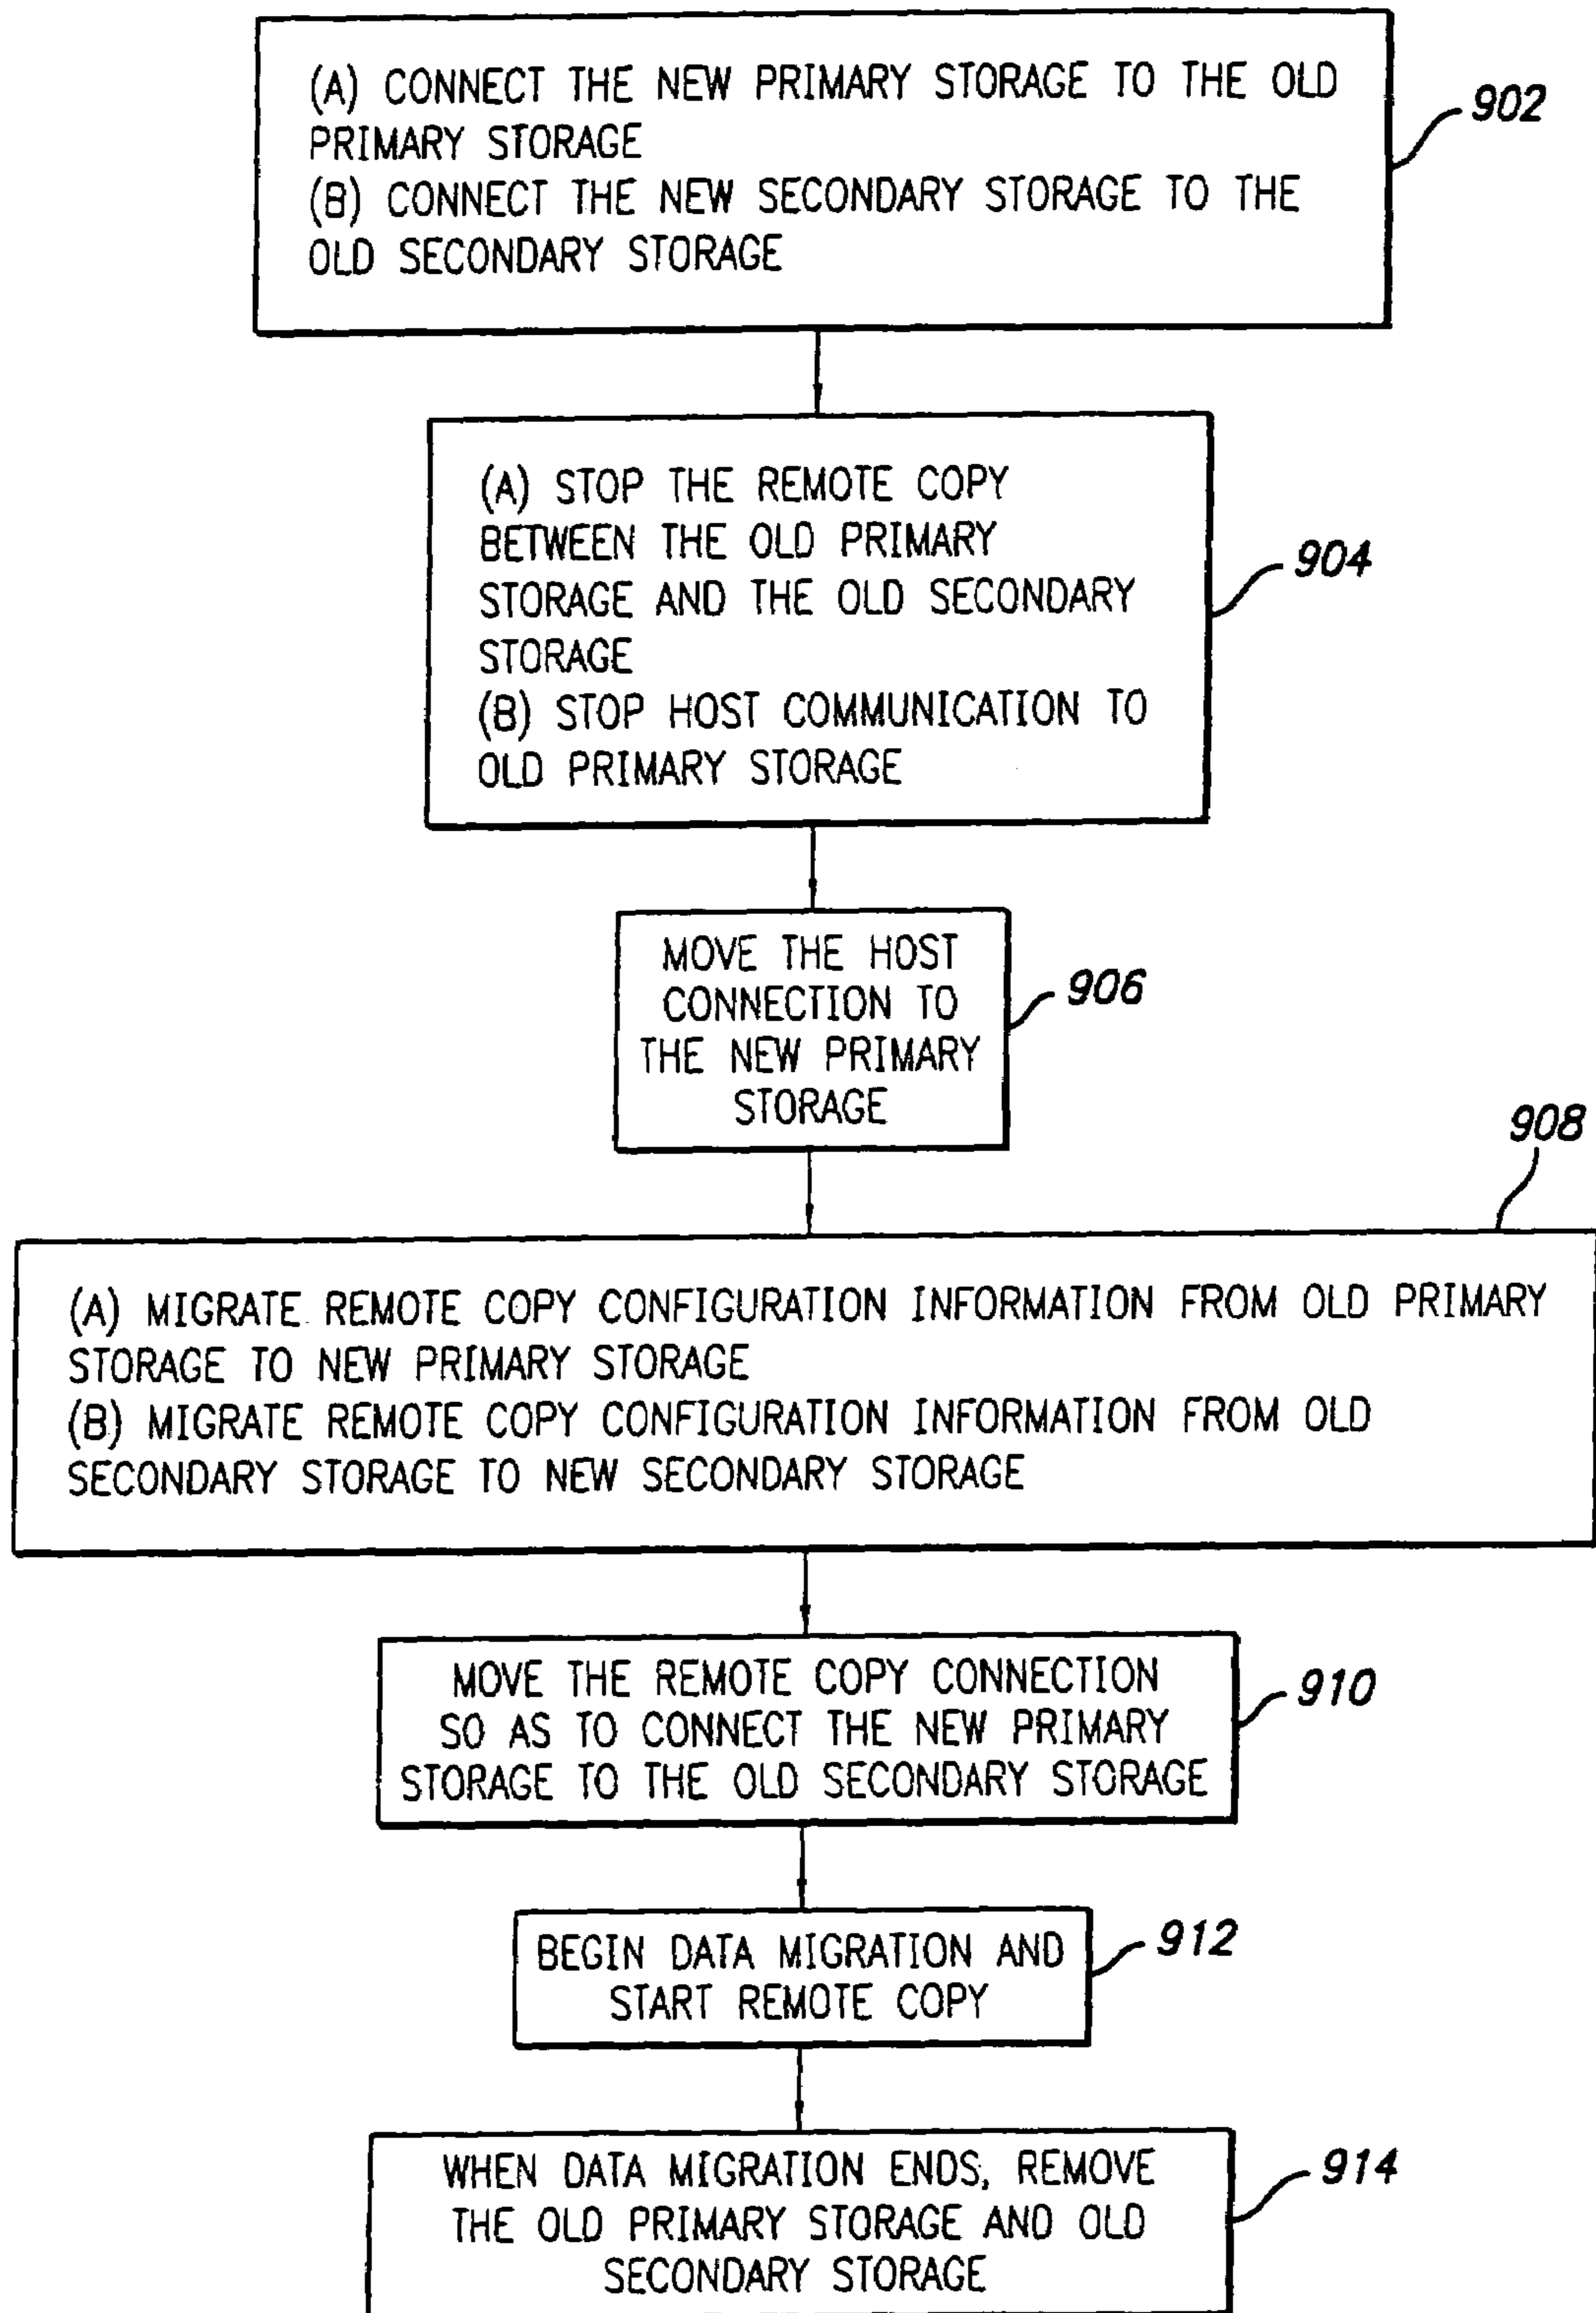 (A) CONNECT THE NEW PRIMARY STORAGE TO THE OLD
PRIMARY STORAGE
(B) CONNECT THE NEW SECONDARY STORAGE TO THE
OLD SECONDARY STORAGE
902
(A) STOP THE REMOTE COPY
BETWEEN THE OLD PRIMARY
STORAGE AND THE OLD SECONDARY
STORAGE
(B) STOP HOST COMMUNICATION TO
OLD PRIMARY STORAGE
904
MOVE THE HOST
CONNECTION TO
THE NEW PRIMARY
STORAGE
906
908
(A) MIGRATE REMOTE COPY CONFIGURATION INFORMATION FROM OLD PRIMARY
STORAGE TO NEW PRIMARY STORAGE
(B) MIGRATE REMOTE COPY CONFIGURATION INFORMATION FROM OLD
SECONDARY STORAGE TO NEW SECONDARY STORAGE
MOVE THE REMOTE COPY CONNECTION
SO AS TO CONNECT THE NEW PRIMARY
STORAGE TO THE OLD SECONDARY STORAGE
910
BEGIN DATA MIGRATION AND
START REMOTE COPY
912
WHEN DATA MIGRATION ENDS, REMOVE
THE OLD PRIMARY STORAGE AND OLD
SECONDARY STORAGE
914